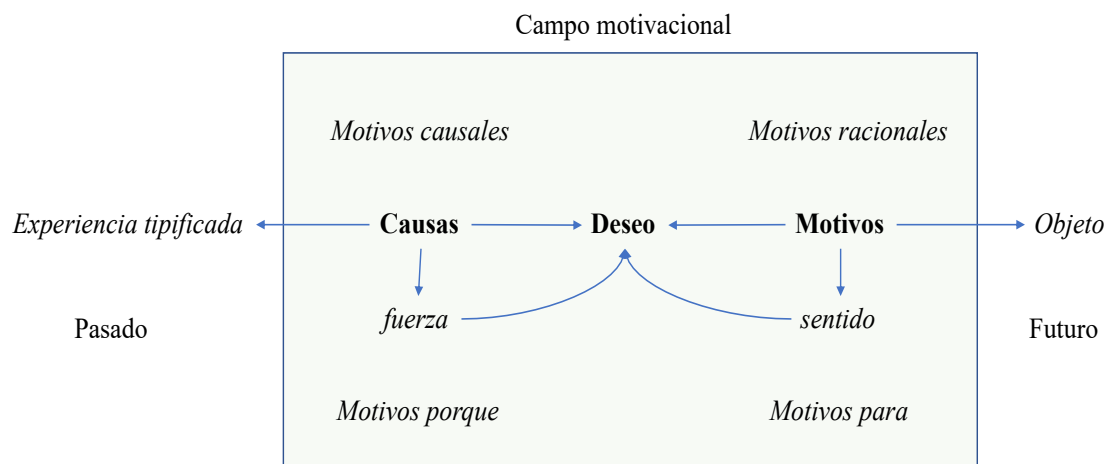 Campo motivacional
Motivos causales Motivos racionales
Experiencia tipificada Causas Deseo Motivos Objeto
fuerza sentido
Pasado Futuro
Motivos porque Motivos para